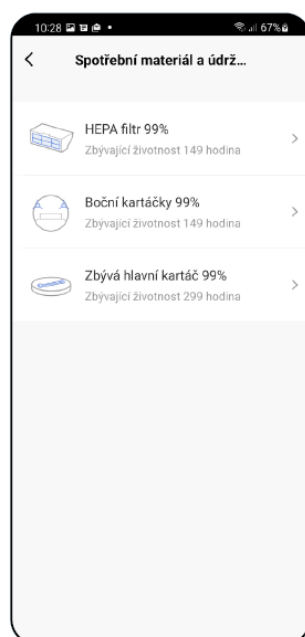 10:28 67%
Spotřební materiál a údrž...
HEPA filtr 99%
Zbývající životnost 149 hodina
Boční kartáčky 99%
Zbývající životnost 149 hodina
Zbývá hlavní kartáč 99%
Zbývající životnost 299 hodina